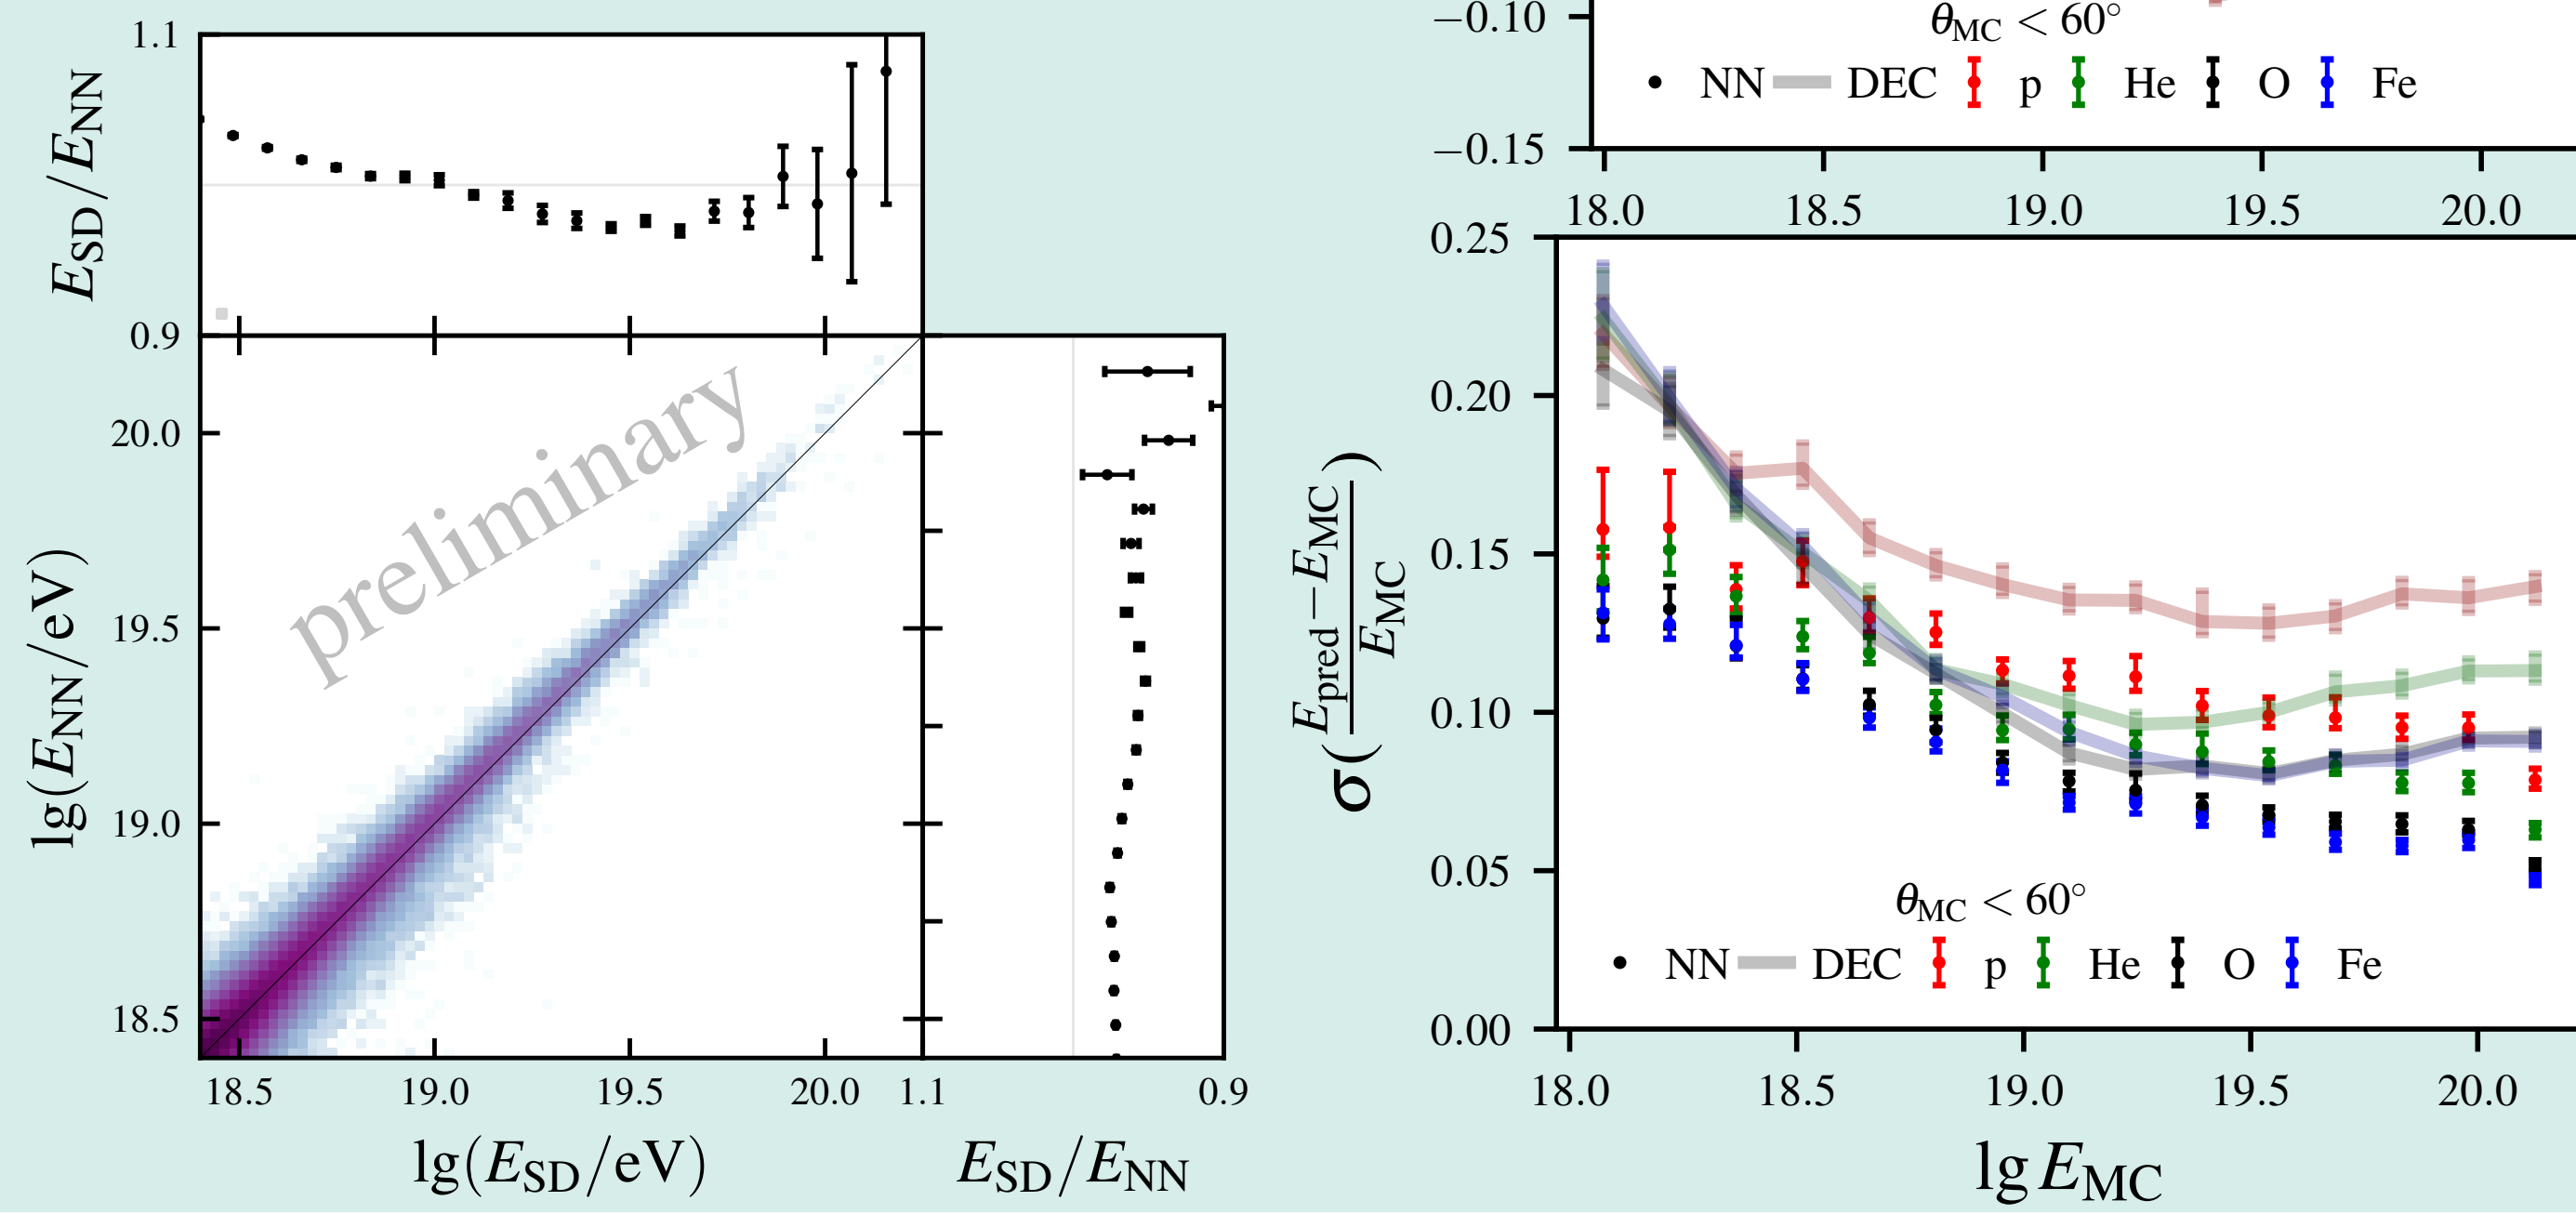 1.1
E_SD/E_NN
0.9
preliminary
20.0
19.5
19.0
18.5
lg(E_NN/eV)
18.5 19.0 19.5 20.0 1.1 0.9
lg(E_SD/eV) E_SD/E_NN
−0.10
θ_MC < 60°
NN DEC p He O Fe
−0.15
18.0 18.5 19.0 19.5 20.0
0.25
0.20
0.15
0.10
0.05
0.00
σ(E_pred−E_MC / E_MC)
θ_MC < 60°
NN DEC p He O Fe
18.0 18.5 19.0 19.5 20.0
lg E_MC